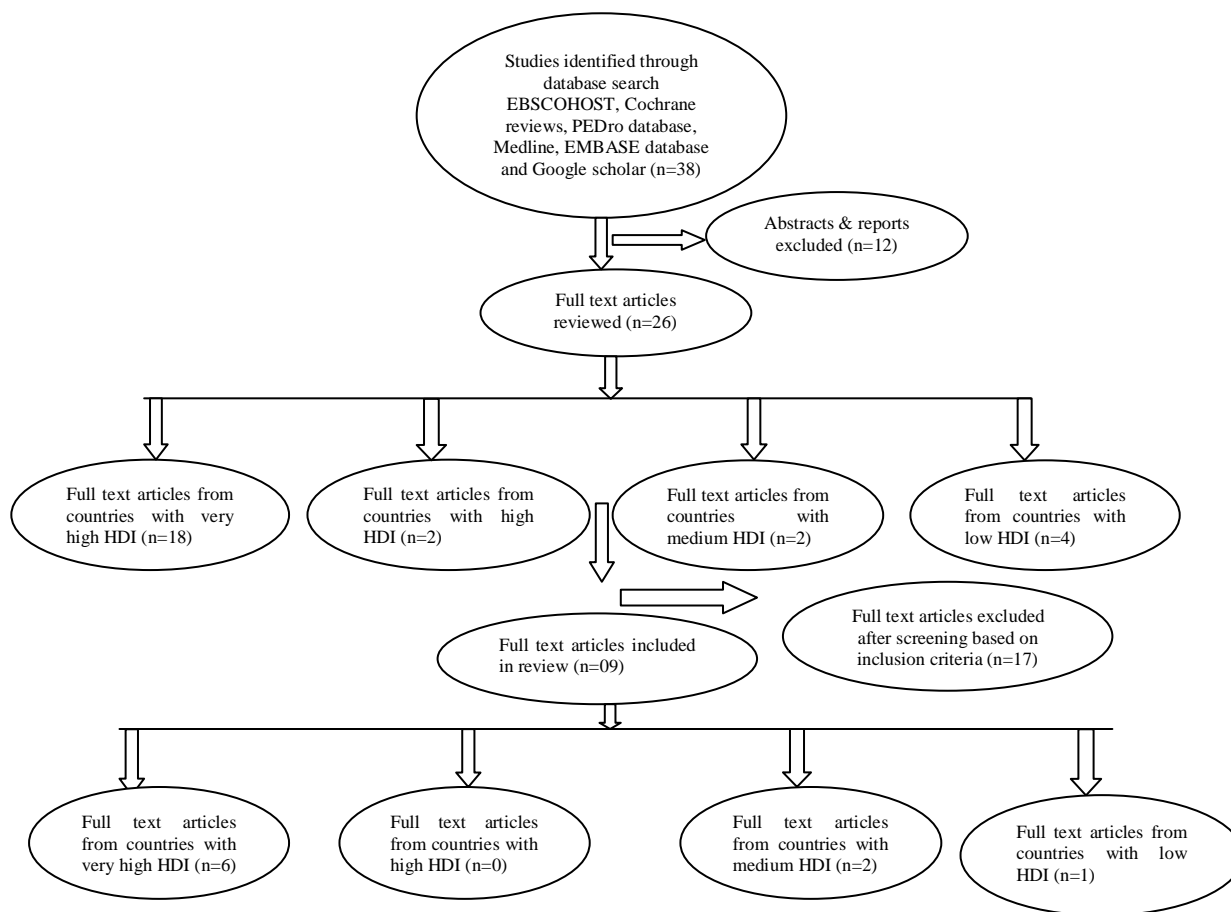 Studies identified through
database search
EBSCOHOST, Cochrane
reviews, PEDro database,
Medline, EMBASE database
and Google scholar (n=38)
Abstracts & reports
excluded (n=12)
Full text articles
reviewed (n=26)
Full text articles from
countries with very
high HDI (n=18)
Full text articles from
countries with high
HDI (n=2)
Full text articles from
countries with
medium HDI (n=2)
Full text articles
from countries with
low HDI (n=4)
Full text articles included
in review (n=09)
Full text articles excluded
after screening based on
inclusion criteria (n=17)
Full text articles
from countries with
very high HDI (n=6)
Full text articles
from countries with
high HDI (n=0)
Full text articles
from countries with
medium HDI (n=2)
Full text articles from
countries with low
HDI (n=1)